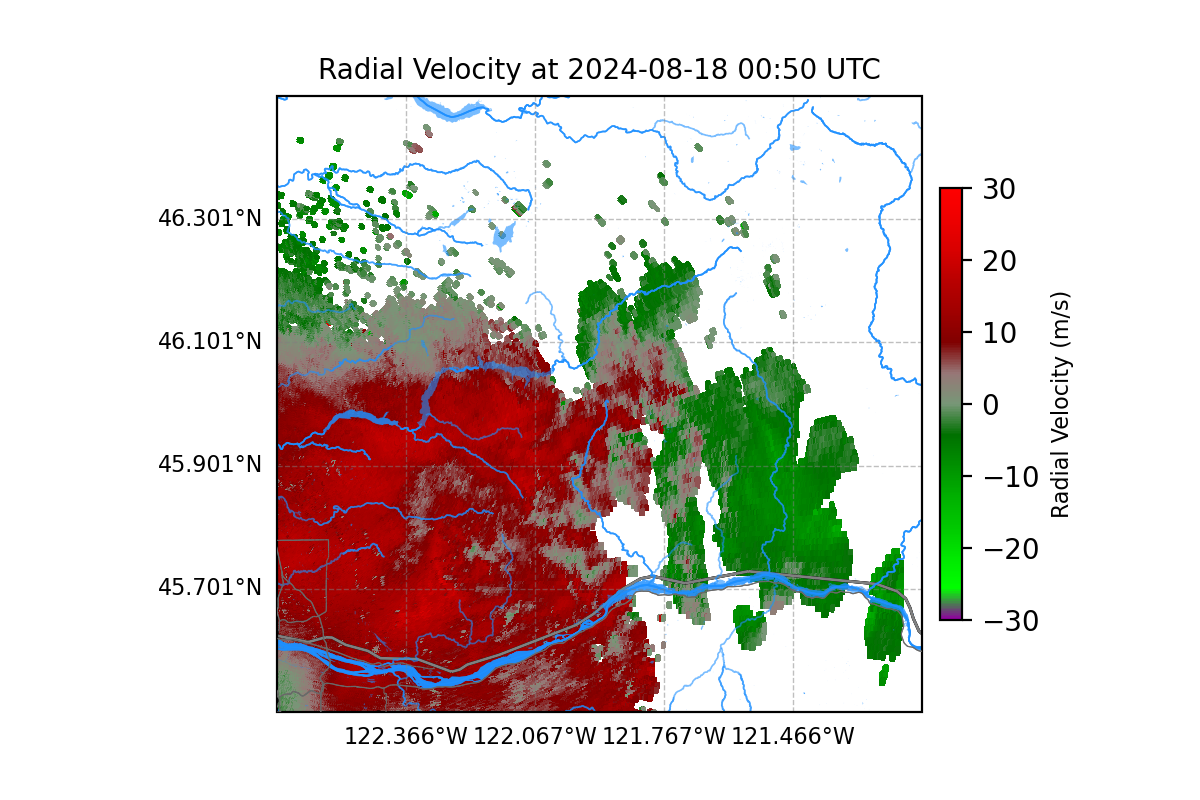 Radial Velocity at 2024-08-18 00:50 UTC
46.301°N
46.101°N
45.901°N
45.701°N
122.366°W 122.067°W 121.767°W 121.466°W
30
20
10
0
−10
−20
−30
Radial Velocity (m/s)